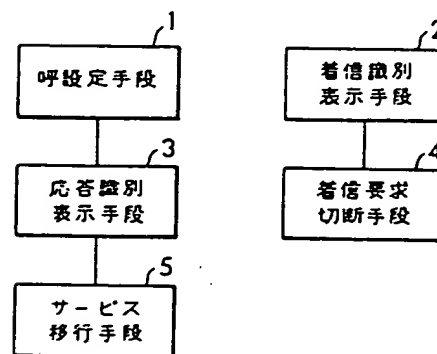 1
呼設定手段
2
着信識別
表示手段
3
応答識別
表示手段
4
着信要求
切断手段
5
サービス
移行手段